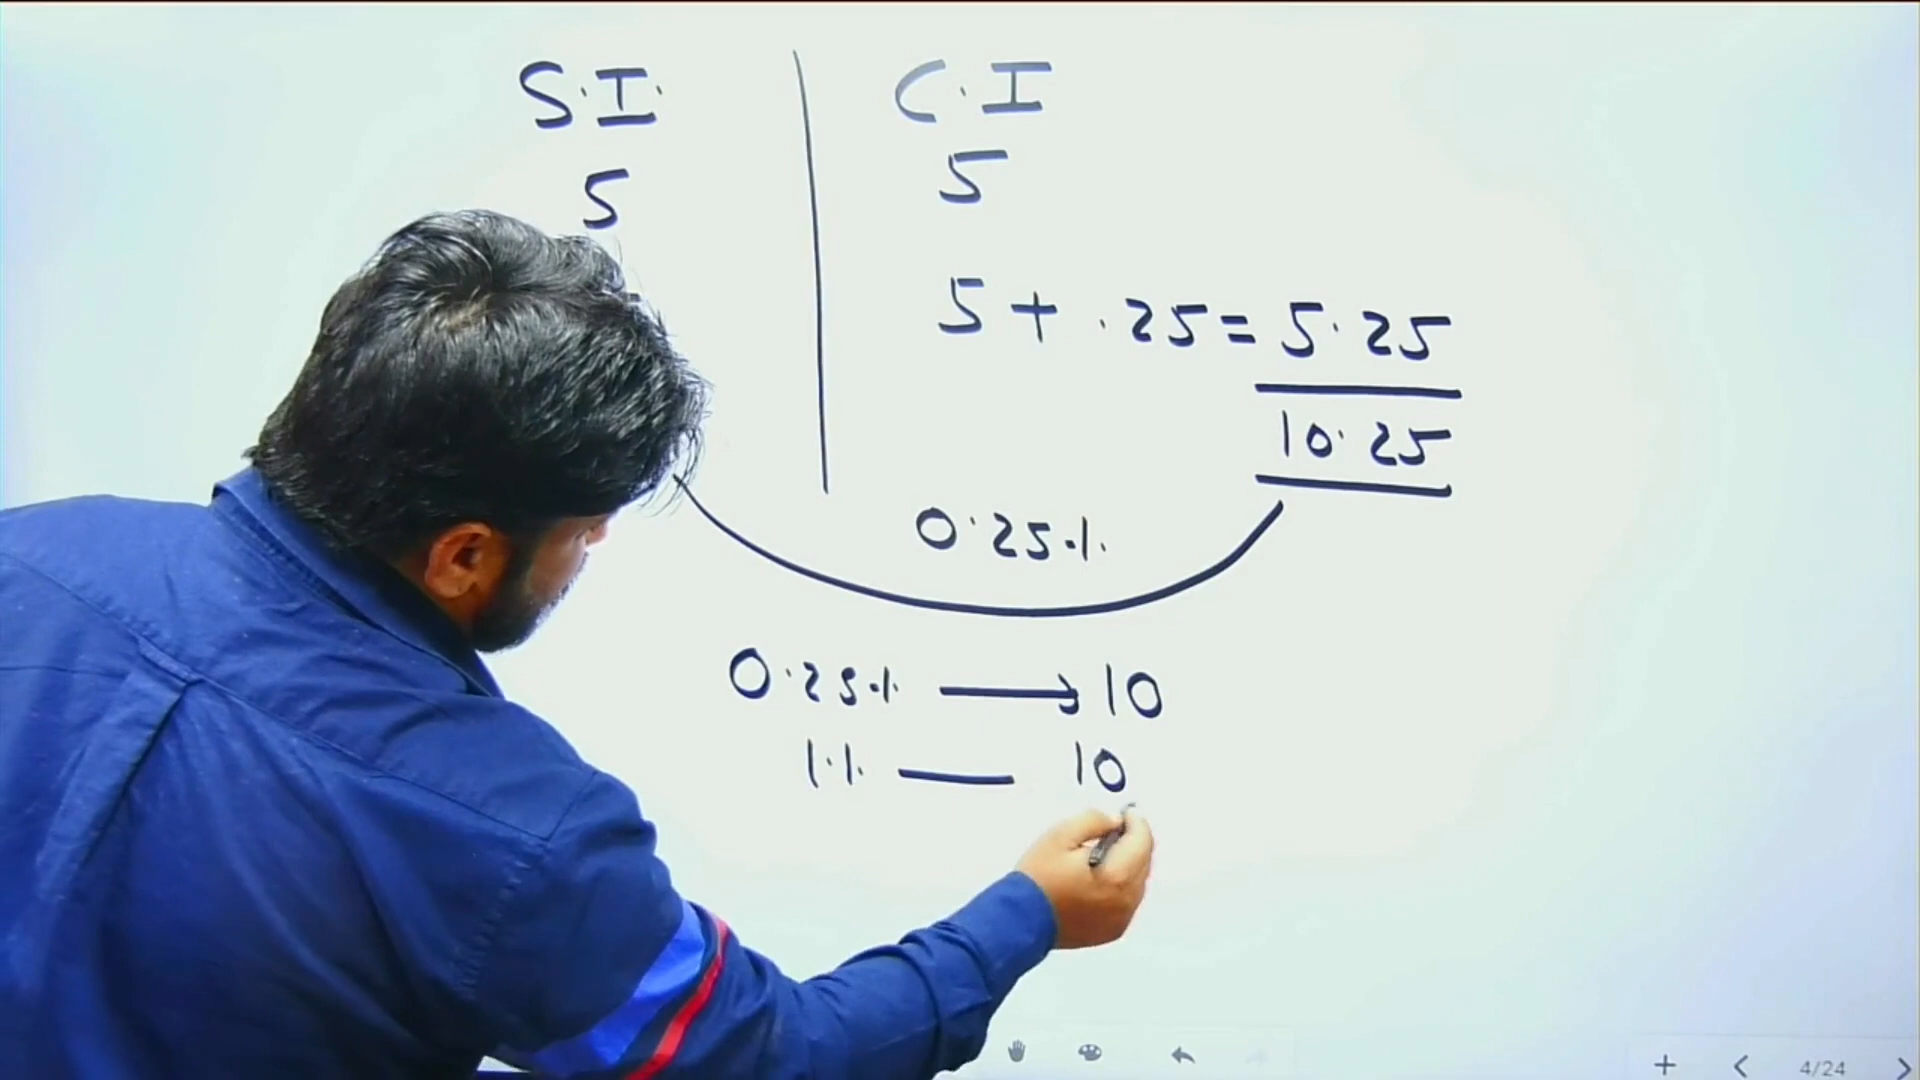 S.I.
C.I
5
5
5 + .25 = 5.25
10.25
0.25%
0.25% → 10
1% — 10
4/24